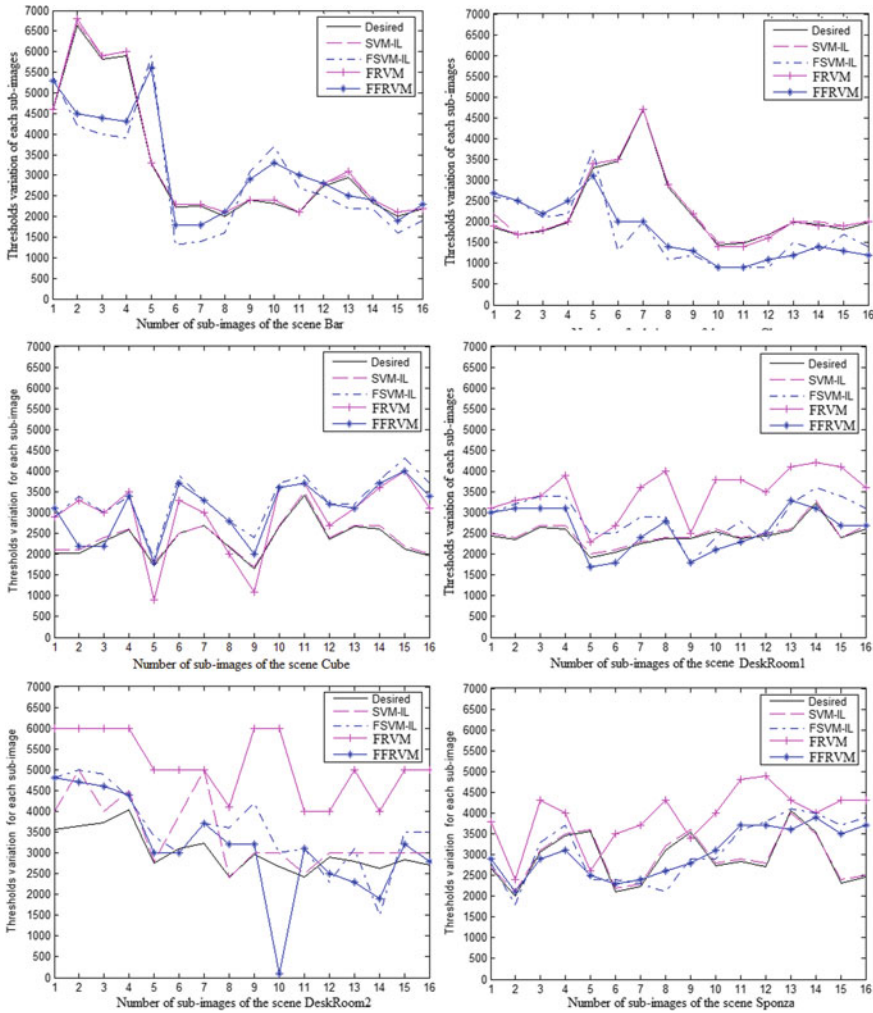 7000
6500
6000
5500
5000
4500
4000
3500
3000
2500
2000
1500
1000
500
0
Thresholds variation of each sub-images
Desired
SVM-IL
FSVM-IL
FRVM
FFRVM
1 2 3 4 5 6 7 8 9 10 11 12 13 14 15 16
Number of sub-images of the scene Bar
7000
6500
6000
5500
5000
4500
4000
3500
3000
2500
2000
1500
1000
500
0
Thresholds variation of each sub-images
Desired
SVM-IL
FSVM-IL
FRVM
FFRVM
1 2 3 4 5 6 7 8 9 10 11 12 13 14 15 16
7000
6500
6000
5500
5000
4500
4000
3500
3000
2500
2000
1500
1000
500
0
Thresholds variation for each sub-image
Desired
SVM-IL
FSVM-IL
FRVM
FFRVM
1 2 3 4 5 6 7 8 9 10 11 12 13 14 15 16
Number of sub-images of the scene Cube
7000
6500
6000
5500
5000
4500
4000
3500
3000
2500
2000
1500
1000
500
0
Thresholds variation of each sub-images
Desired
SVM-IL
FSVM-IL
FRVM
FFRVM
1 2 3 4 5 6 7 8 9 10 11 12 13 14 15 16
Number of sub-images of the scene DeskRoom1
7000
6500
6000
5500
5000
4500
4000
3500
3000
2500
2000
1500
1000
500
0
Thresholds variation for each sub-image
Desired
SVM-IL
FSVM-IL
FRVM
FFRVM
1 2 3 4 5 6 7 8 9 10 11 12 13 14 15 16
Number of sub-images of the scene DeskRoom2
7000
6500
6000
5500
5000
4500
4000
3500
3000
2500
2000
1500
1000
500
0
Thresholds variation for each sub-image
Desired
SVM-IL
FSVM-IL
FRVM
FFRVM
1 2 3 4 5 6 7 8 9 10 11 12 13 14 15 16
Number of sub-images of the scene Sponza